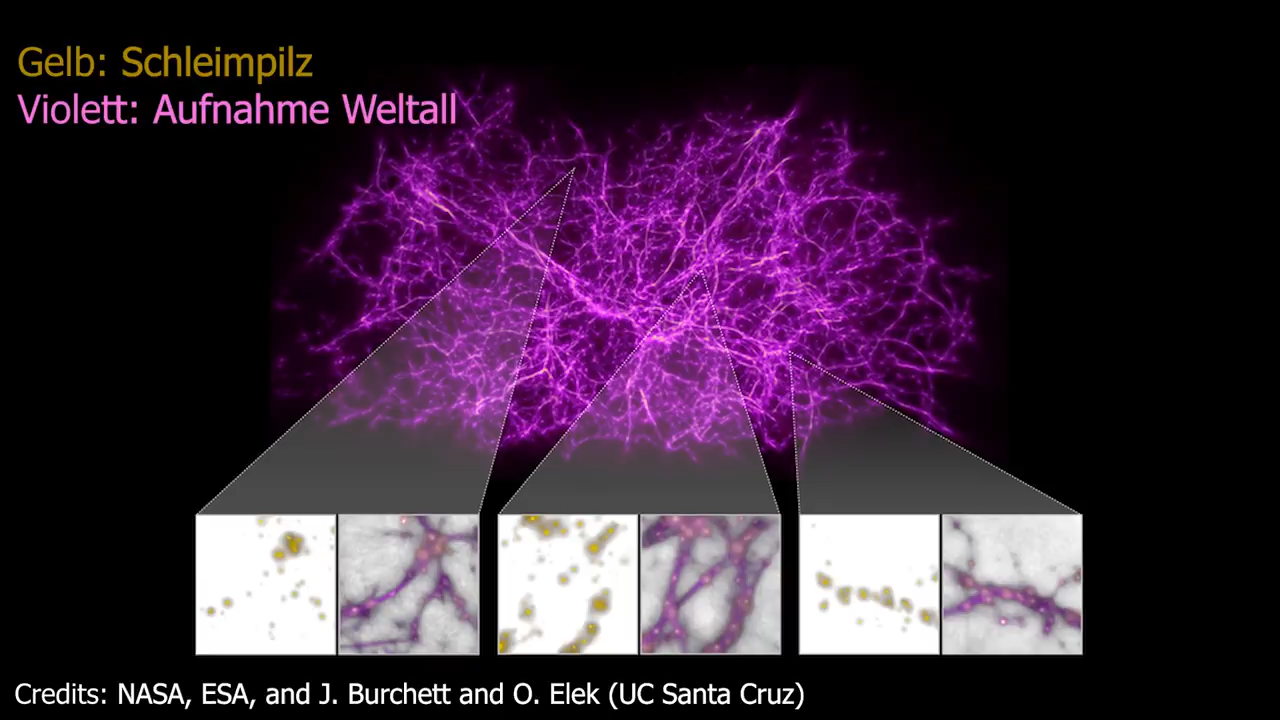 Gelb: Schleimpilz
Violett: Aufnahme Weltall
Credits: NASA, ESA, and J. Burchett and O. Elek (UC Santa Cruz)